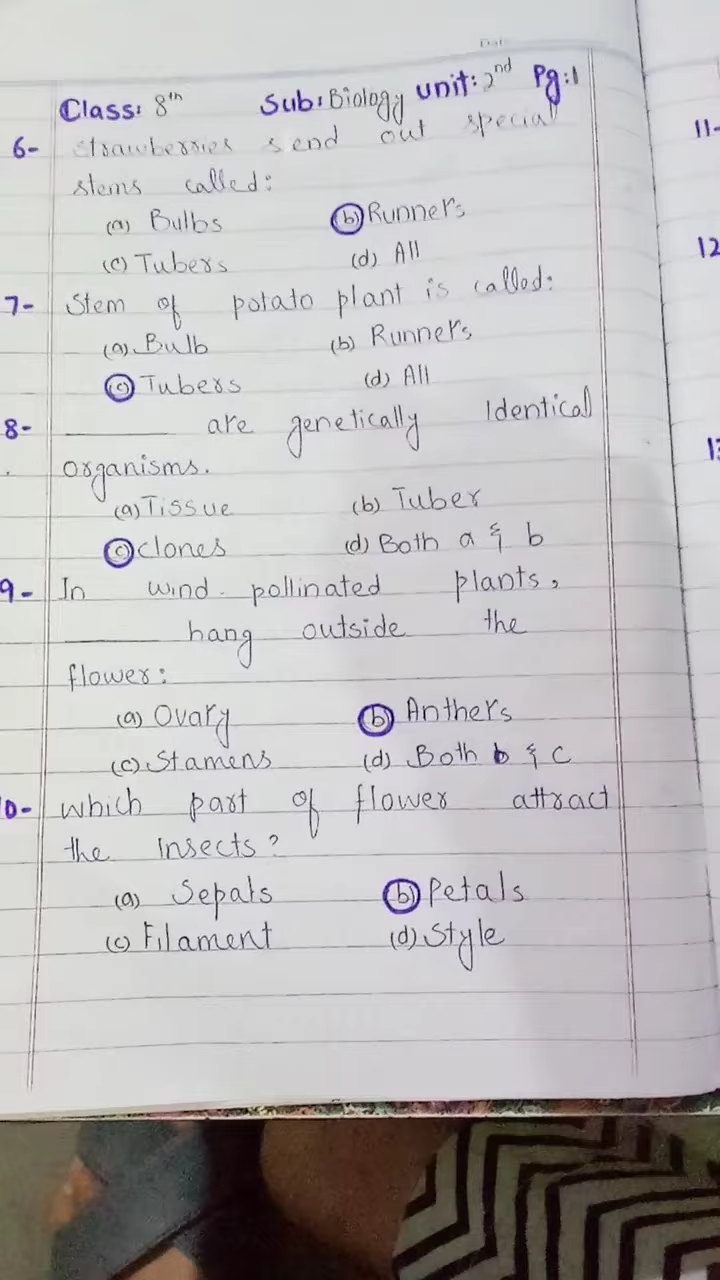 Class: 8th Sub: Biology unit: 2nd Pg:1
6- Strawberries send out special
stems called:
(a) Bulbs (b) Runners
(c) Tubers (d) All
7- Stem of potato plant is called:
(a) Bulb (b) Runners
(c) Tubers (d) All
8- ______ are genetically Identical
organisms.
(a) Tissue (b) Tuber
(c) clones (d) Both a & b
9- In wind pollinated plants,
______ hang outside the
flower:
(a) Ovary (b) Anthers
(c) Stamens (d) Both b & c
0- which part of flower attract
the insects?
(a) Sepals (b) Petals
(c) Filament (d) Style
11-
12